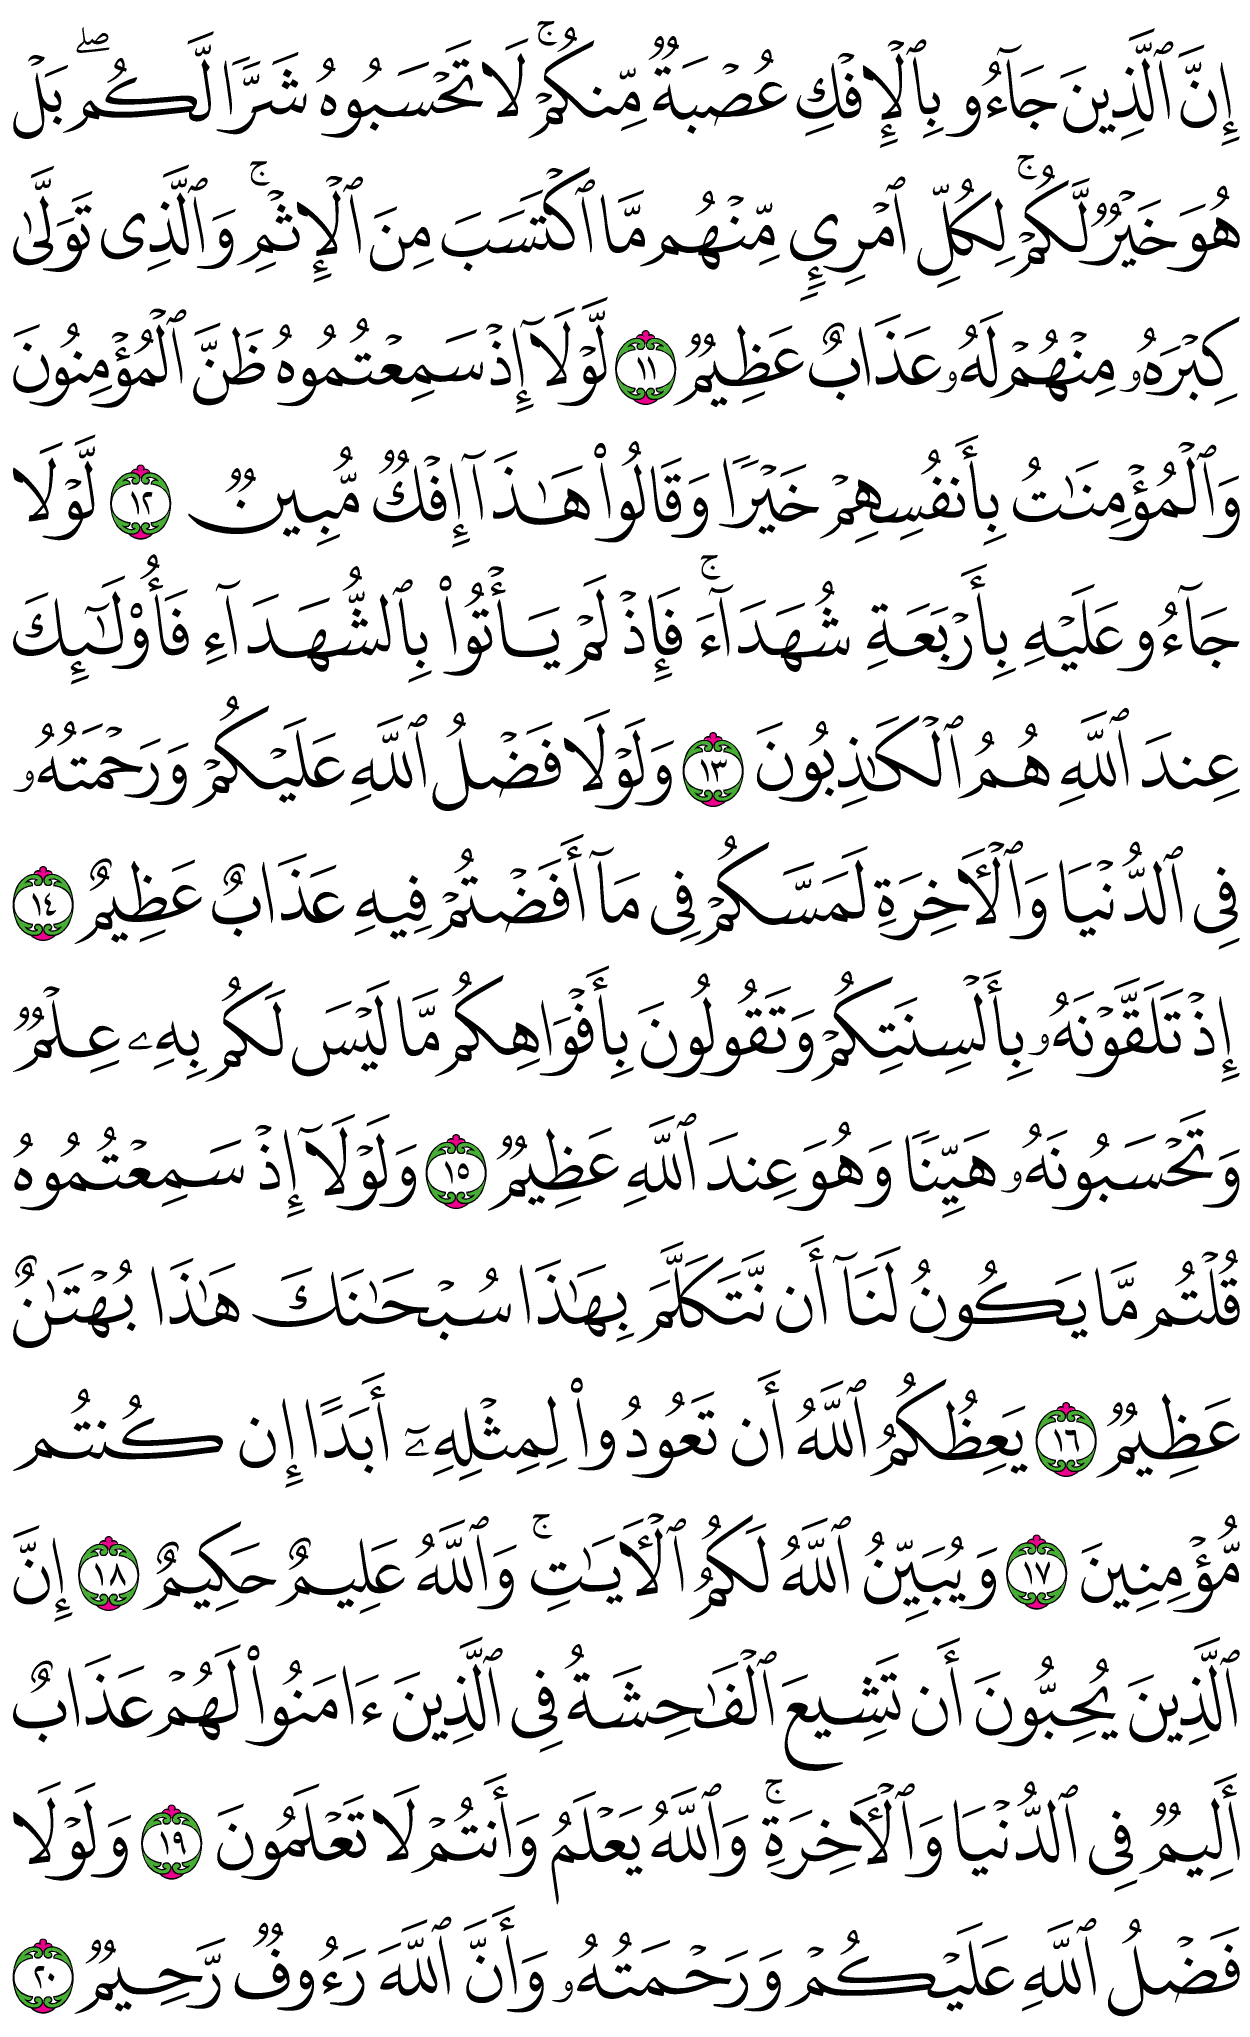 إِنَّ ٱلَّذِينَ جَآءُو بِٱلۡإِفۡكِ عُصۡبَةٞ مِّنكُمۡۚ لَا تَحۡسَبُوهُ شَرّٗا لَّكُمۖ بَلۡ
هُوَ خَيۡرٞ لَّكُمۡۚ لِكُلِّ ٱمۡرِيٕٖ مِّنۡهُم مَّا ٱكۡتَسَبَ مِنَ ٱلۡإِثۡمِۚ وَٱلَّذِي تَوَلَّىٰ
كِبۡرَهُۥ مِنۡهُمۡ لَهُۥ عَذَابٌ عَظِيمٞ ١١ لَّوۡلَآ إِذۡ سَمِعۡتُمُوهُ ظَنَّ ٱلۡمُؤۡمِنُونَ
وَٱلۡمُؤۡمِنَٰتُ بِأَنفُسِهِمۡ خَيۡرٗا وَقَالُواْ هَٰذَآ إِفۡكٞ مُّبِينٞ ١٢ لَّوۡلَا
جَآءُو عَلَيۡهِ بِأَرۡبَعَةِ شُهَدَآءَۚ فَإِذۡ لَمۡ يَأۡتُواْ بِٱلشُّهَدَآءِ فَأُوْلَٰٓئِكَ
عِندَ ٱللَّهِ هُمُ ٱلۡكَٰذِبُونَ ١٣ وَلَوۡلَا فَضۡلُ ٱللَّهِ عَلَيۡكُمۡ وَرَحۡمَتُهُۥ
فِي ٱلدُّنۡيَا وَٱلۡأٓخِرَةِ لَمَسَّكُمۡ فِي مَآ أَفَضۡتُمۡ فِيهِ عَذَابٌ عَظِيمٌ ١٤
إِذۡ تَلَقَّوۡنَهُۥ بِأَلۡسِنَتِكُمۡ وَتَقُولُونَ بِأَفۡوَاهِكُم مَّا لَيۡسَ لَكُم بِهِۦ عِلۡمٞ
وَتَحۡسَبُونَهُۥ هَيِّنٗا وَهُوَ عِندَ ٱللَّهِ عَظِيمٞ ١٥ وَلَوۡلَآ إِذۡ سَمِعۡتُمُوهُ
قُلۡتُم مَّا يَكُونُ لَنَآ أَن نَّتَكَلَّمَ بِهَٰذَا سُبۡحَٰنَكَ هَٰذَا بُهۡتَٰنٌ
عَظِيمٞ ١٦ يَعِظُكُمُ ٱللَّهُ أَن تَعُودُواْ لِمِثۡلِهِۦٓ أَبَدًا إِن كُنتُم
مُّؤۡمِنِينَ ١٧ وَيُبَيِّنُ ٱللَّهُ لَكُمُ ٱلۡأٓيَٰتِۚ وَٱللَّهُ عَلِيمٌ حَكِيمٌ ١٨ إِنَّ
ٱلَّذِينَ يُحِبُّونَ أَن تَشِيعَ ٱلۡفَٰحِشَةُ فِي ٱلَّذِينَ ءَامَنُواْ لَهُمۡ عَذَابٌ
أَلِيمٞ فِي ٱلدُّنۡيَا وَٱلۡأٓخِرَةِۚ وَٱللَّهُ يَعۡلَمُ وَأَنتُمۡ لَا تَعۡلَمُونَ ١٩ وَلَوۡلَا
فَضۡلُ ٱللَّهِ عَلَيۡكُمۡ وَرَحۡمَتُهُۥ وَأَنَّ ٱللَّهَ رَءُوفٞ رَّحِيمٞ ٢٠